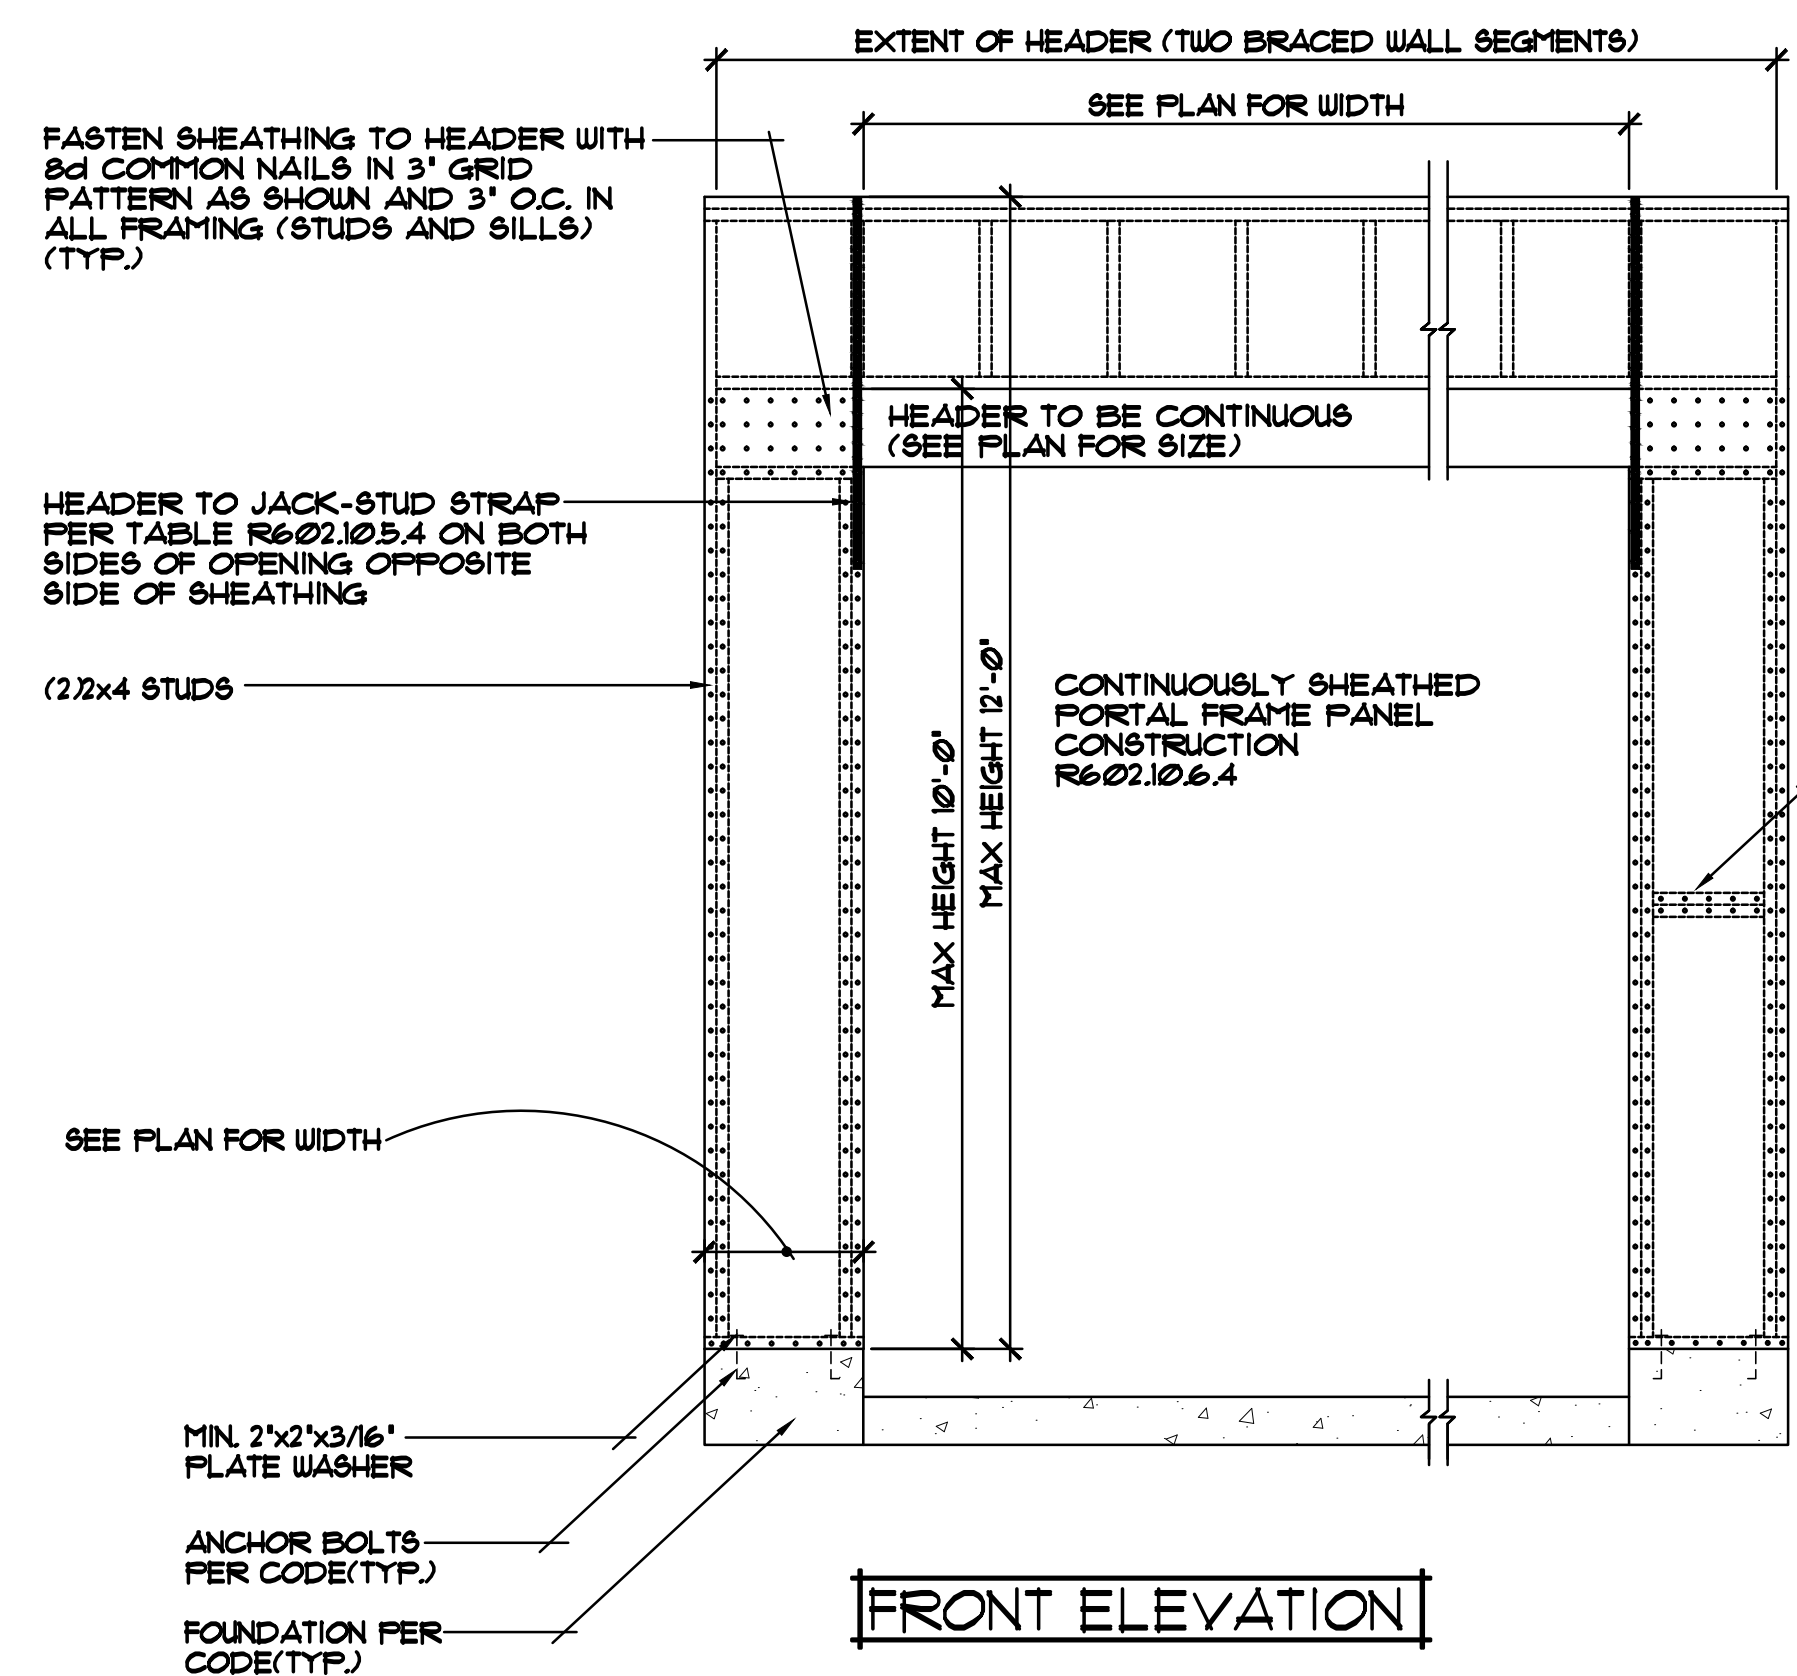 EXTENT OF HEADER (TWO BRACED WALL SEGMENTS)
SEE PLAN FOR WIDTH
FASTEN SHEATHING TO HEADER WITH
8d COMMON NAILS IN 3" GRID
PATTERN AS SHOWN AND 3" O.C. IN
ALL FRAMING (STUDS AND SILLS)
(TYP.)
HEADER TO BE CONTINUOUS
(SEE PLAN FOR SIZE)
HEADER TO JACK-STUD STRAP
PER TABLE R602.10.5.4 ON BOTH
SIDES OF OPENING OPPOSITE
SIDE OF SHEATHING
(2)2x4 STUDS
MAX HEIGHT 10'-0"
MAX HEIGHT 12'-0"
CONTINUOUSLY SHEATHED
PORTAL FRAME PANEL
CONSTRUCTION
R602.10.6.4
SEE PLAN FOR WIDTH
MIN. 2"x2"x3/16"
PLATE WASHER
ANCHOR BOLTS
PER CODE(TYP.)
FOUNDATION PER
CODE(TYP.)
FRONT ELEVATION